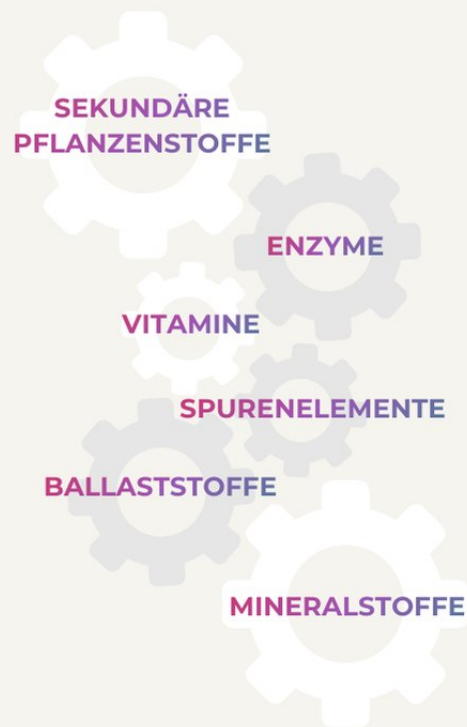 SEKUNDÄRE
PFLANZENSTOFFE
ENZYME
VITAMINE
SPURENELEMENTE
BALLASTSTOFFE
MINERALSTOFFE